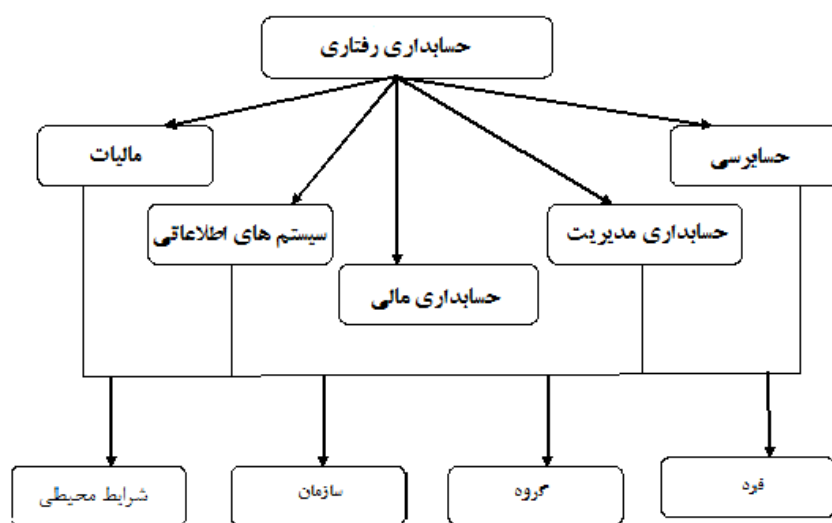 حسابداری رفتاری
حسابرسی
مالیات
حسابداری مدیریت
سیستم های اطلاعاتی
حسابداری مالی
فرد
گروه
سازمان
شرایط محیطی